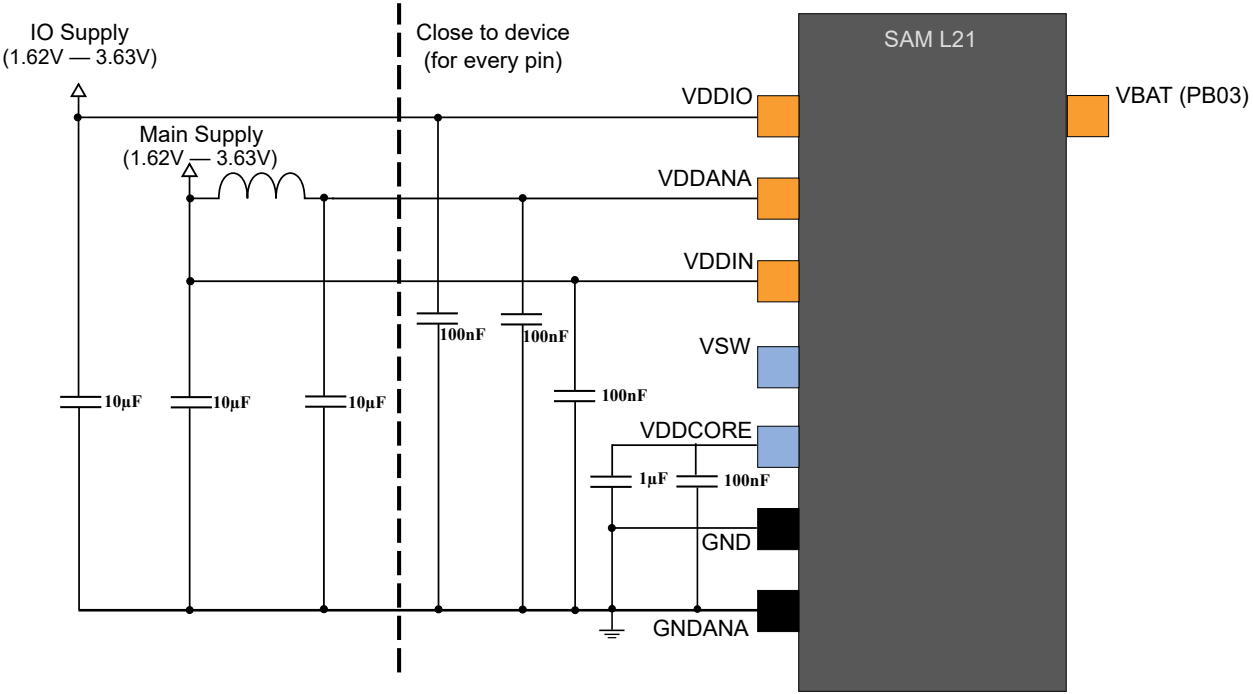 IO Supply
(1.62V — 3.63V)
Close to device
(for every pin)
SAM L21
VDDIO
VBAT (PB03)
Main Supply
(1.62V — 3.63V)
VDDANA
VDDIN
100nF
100nF
VSW
10µF
10µF
10µF
100nF
VDDCORE
1µF
100nF
GND
GNDANA